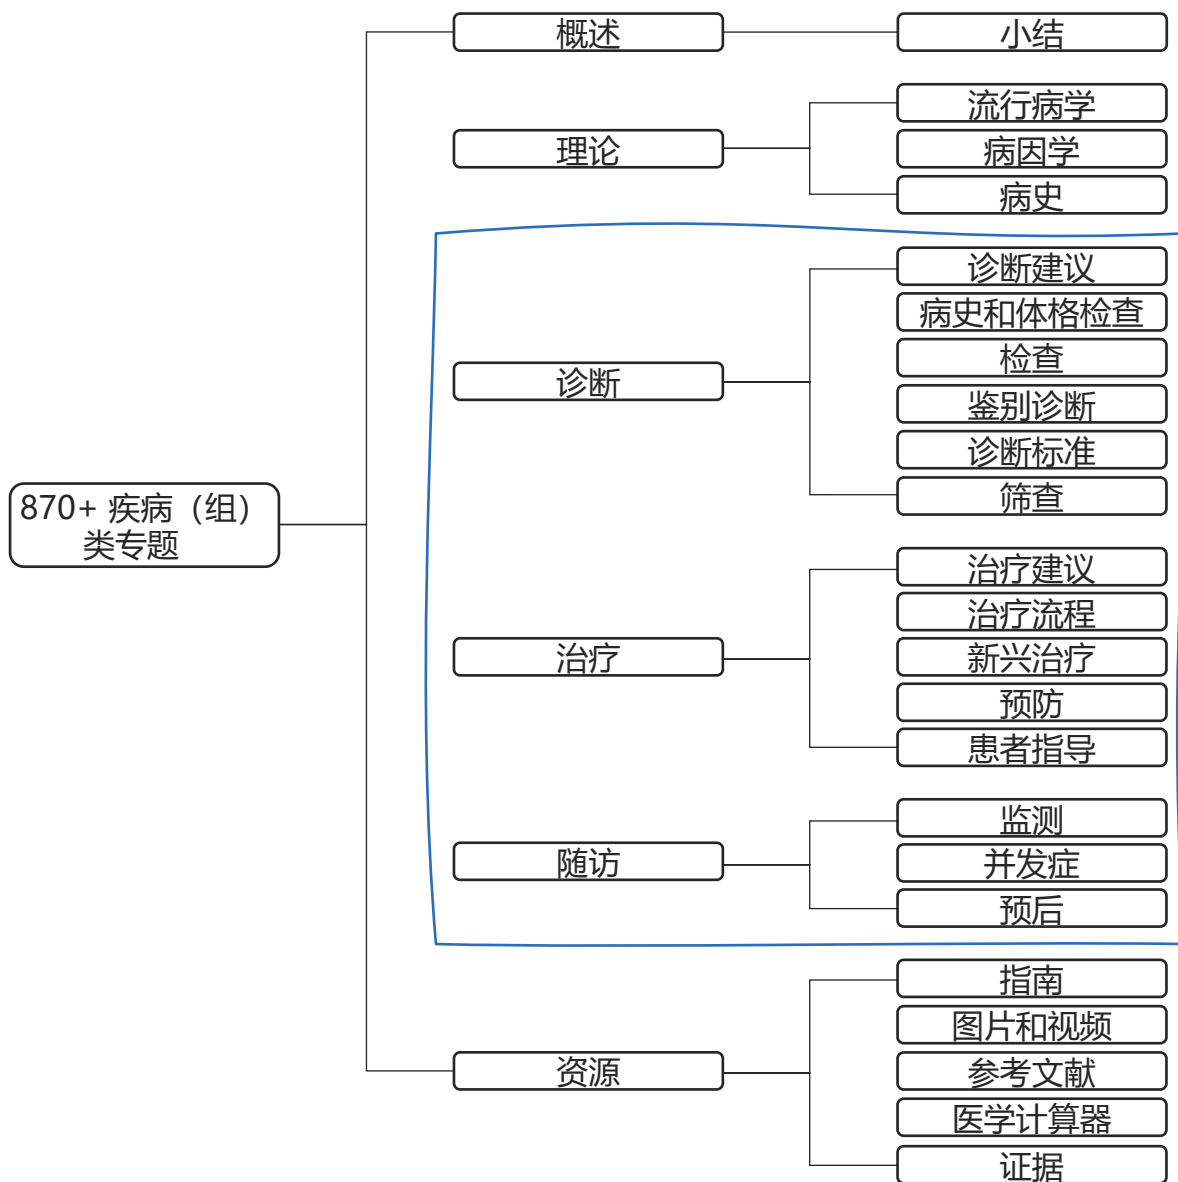 870+ 疾病（组）
类专题
概述
小结
理论
流行病学
病因学
病史
诊断
诊断建议
病史和体格检查
检查
鉴别诊断
诊断标准
筛查
治疗
治疗建议
治疗流程
新兴治疗
预防
患者指导
随访
监测
并发症
预后
资源
指南
图片和视频
参考文献
医学计算器
证据